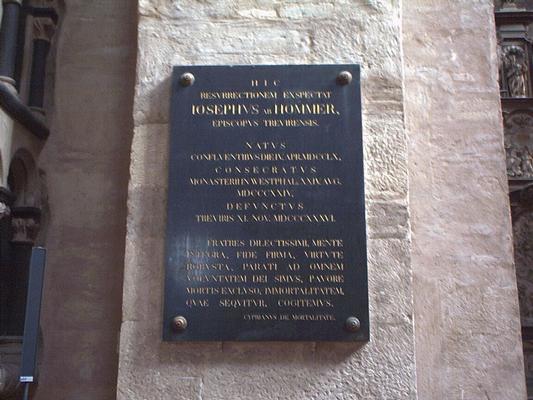 HIC
RESVRRECTIONEM EXSPECTAT
IOSEPHVS AB HOMMER,
EPISCOPVS TREVIRENSIS.
NATVS
CONFLVENTIBVS DIE IV. APR. MDCCLX,
CONSECRATVS
MONASTERII IN WESTPHAL. XXIV. AVG.
MDCCCXXIV,
DEFVNCTVS
TREVIRIS XI. NOV. MDCCCXXXVI.
FRATRES DILECTISSIMI, MENTE
INTEGRA, FIDE FIRMA, VIRTVTE
ROBVSTA, PARATI AD OMNEM
VOLVNTATEM DEI SIMVS, PAVORE
MORTIS EXCLVSO, IMMORTALITATEM,
QVAE SEQVITVR, COGITEMVS.
CYPRIANVS DE MORTALITATE.